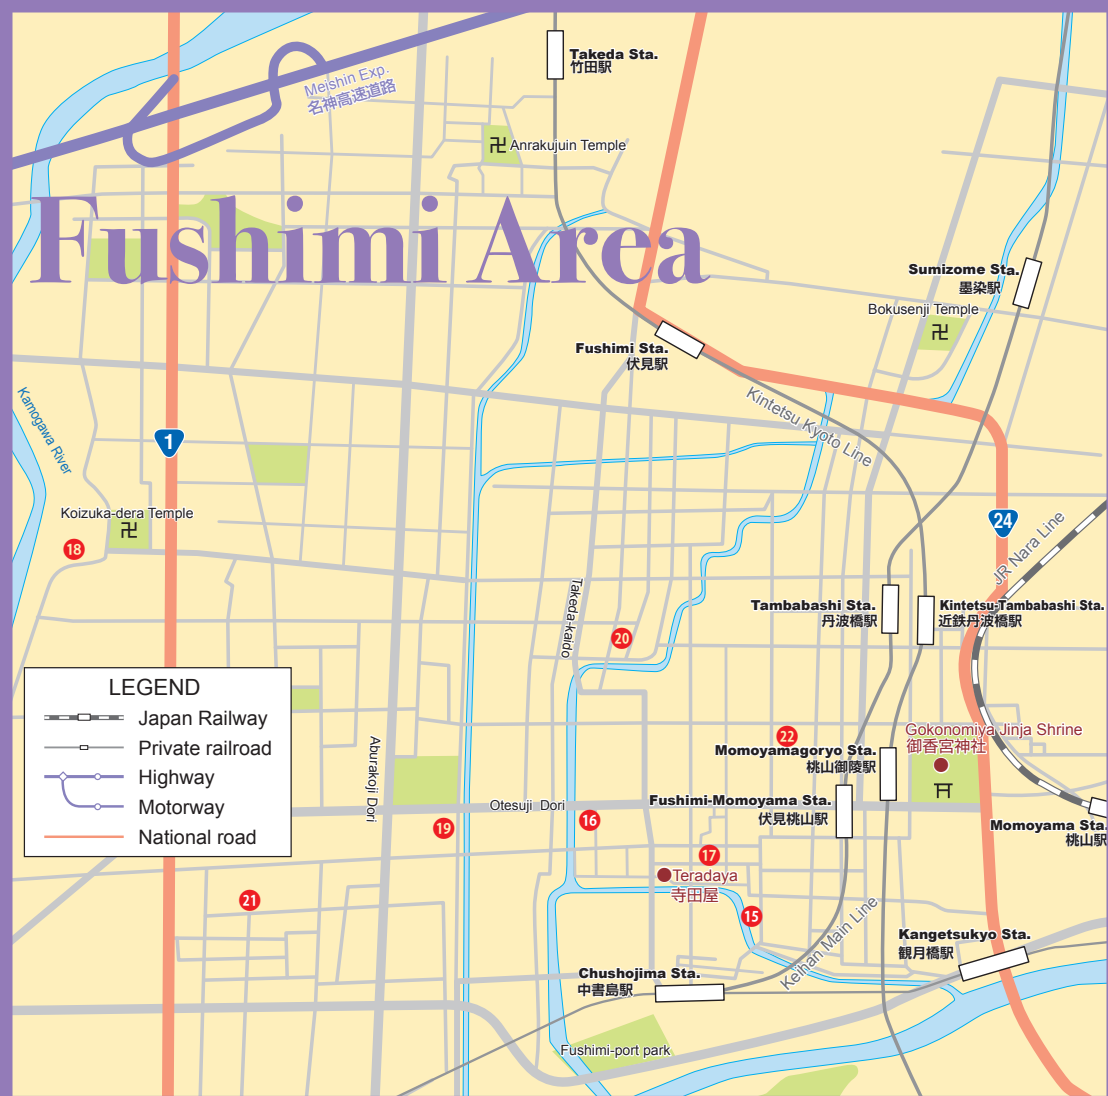 Takeda Sta.
竹田駅
Meishin Exp.
名神高速道路
Anrakujuin Temple
Fushimi Area
Sumizome Sta.
墨染駅
Bokusenji Temple
Fushimi Sta.
伏見駅
Kintetsu Kyoto Line
Kamogawa River
1
Koizuka-dera Temple
18
24
JR Nara Line
Takeda-kaido
Tambabashi Sta.
丹波橋駅
Kintetsu-Tambabashi Sta.
近鉄丹波橋駅
20
LEGEND
Japan Railway
Private railroad
Highway
Motorway
National road
Aburakoji Dori
22
Gokonomiya Jinja Shrine
御香宮神社
Momoyamagoryo Sta.
桃山御陵駅
Fushimi-Momoyama Sta.
伏見桃山駅
Otesuji Dori
19
16
Momoyama Sta.
桃山駅
17
Teradaya
寺田屋
21
15
Keihan Main Line
Kangetsukyo Sta.
観月橋駅
Chushojima Sta.
中書島駅
Fushimi-port park